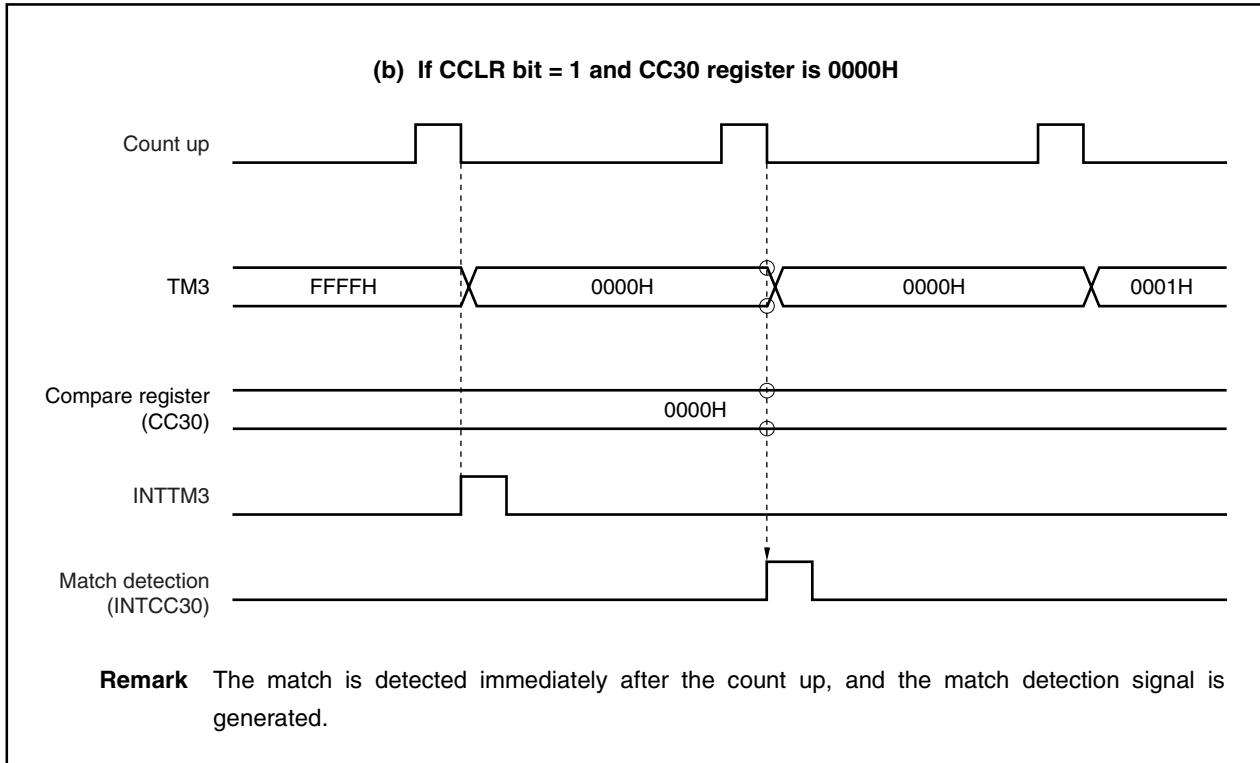 (b) If CCLR bit = 1 and CC30 register is 0000H
Count up
TM3
FFFFH
0000H
0000H
0001H
Compare register
(CC30)
0000H
INTTM3
Match detection
(INTCC30)
Remark The match is detected immediately after the count up, and the match detection signal is
generated.